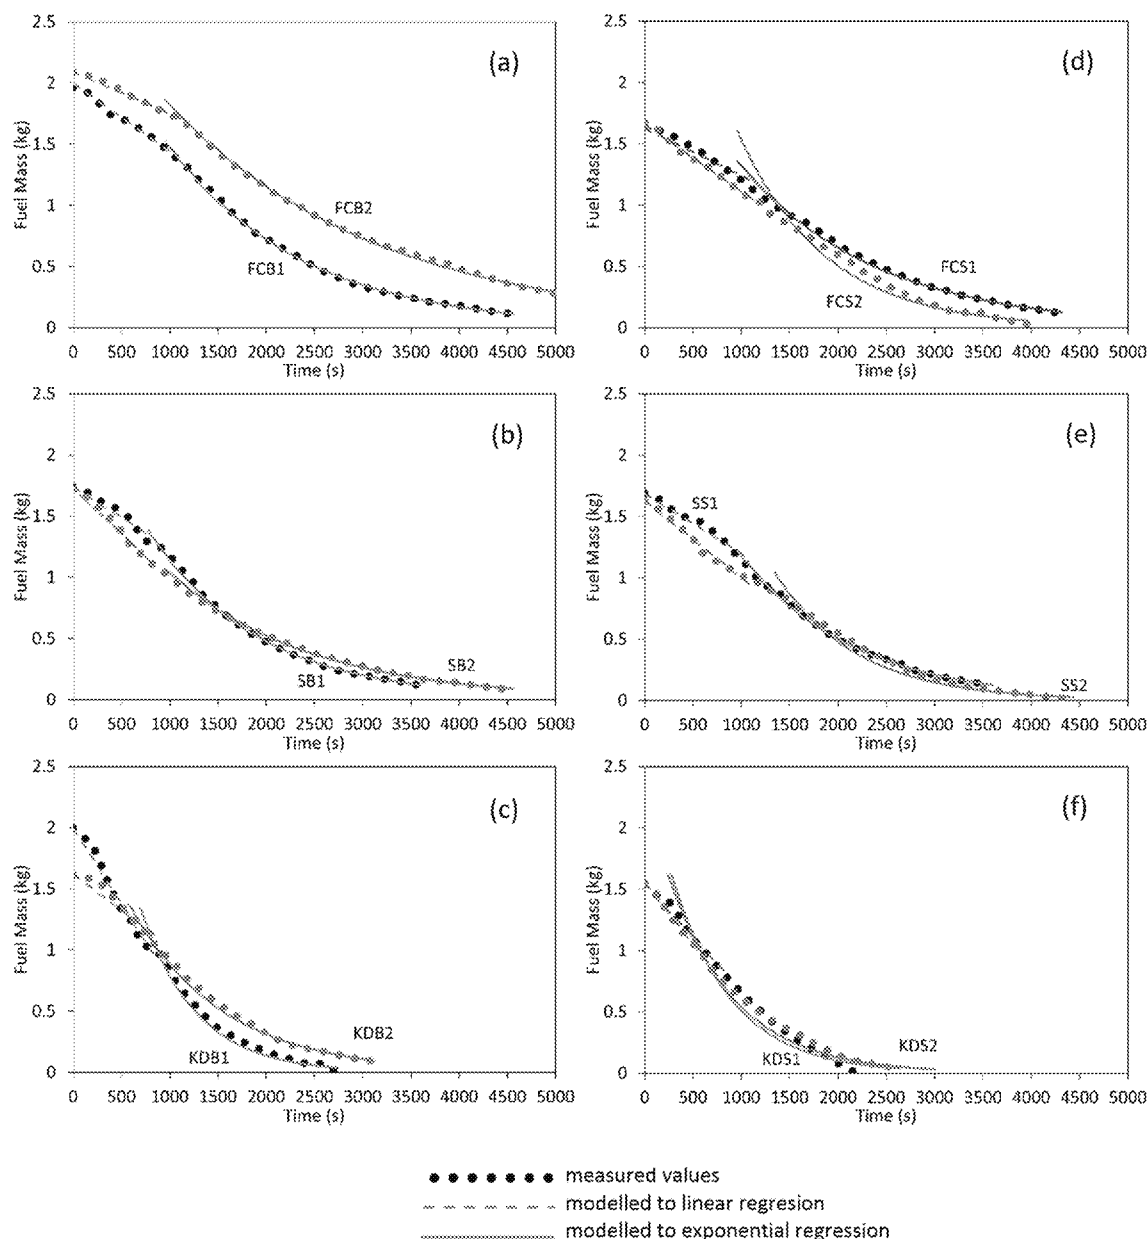 (a)
Fuel Mass (kg)
2.5
2
1.5
1
0.5
0
FCB2
FCB1
0 500 1000 1500 2000 2500 3000 3500 4000 4500 5000
Time (s)
(d)
Fuel Mass (kg)
2.5
2
1.5
1
0.5
0
FCS1
FCS2
0 500 1000 1500 2000 2500 3000 3500 4000 4500 5000
Time (s)
(b)
Fuel Mass (kg)
2.5
2
1.5
1
0.5
0
SB2
SB1
0 500 1000 1500 2000 2500 3000 3500 4000 4500 5000
Time (s)
(e)
Fuel Mass (kg)
2.5
2
1.5
1
0.5
0
SS1
SS2
0 500 1000 1500 2000 2500 3000 3500 4000 4500 5000
Time (s)
(c)
Fuel Mass (kg)
2.5
2
1.5
1
0.5
0
KDB2
KDB1
0 500 1000 1500 2000 2500 3000 3500 4000 4500 5000
Time (s)
(f)
Fuel Mass (kg)
2.5
2
1.5
1
0.5
0
KDS2
KDS1
0 500 1000 1500 2000 2500 3000 3500 4000 4500 5000
Time (s)
measured values
modelled to linear regresion
modelled to exponential regression